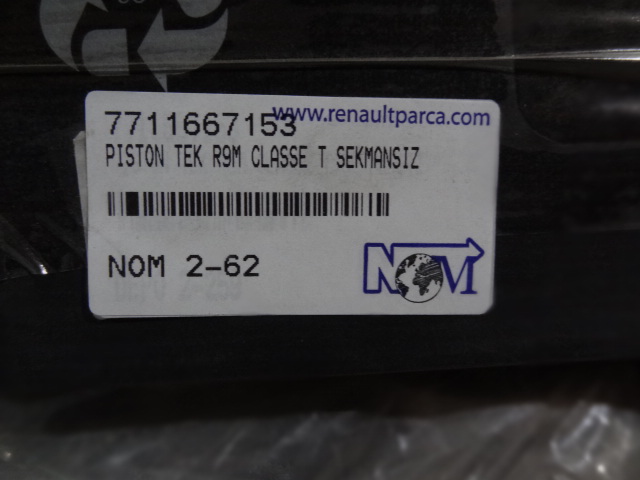 www.renaultparca.com
7711667153
PISTON TEK R9M CLASSE T SEKMANSIZ
NOM 2-62
NOM